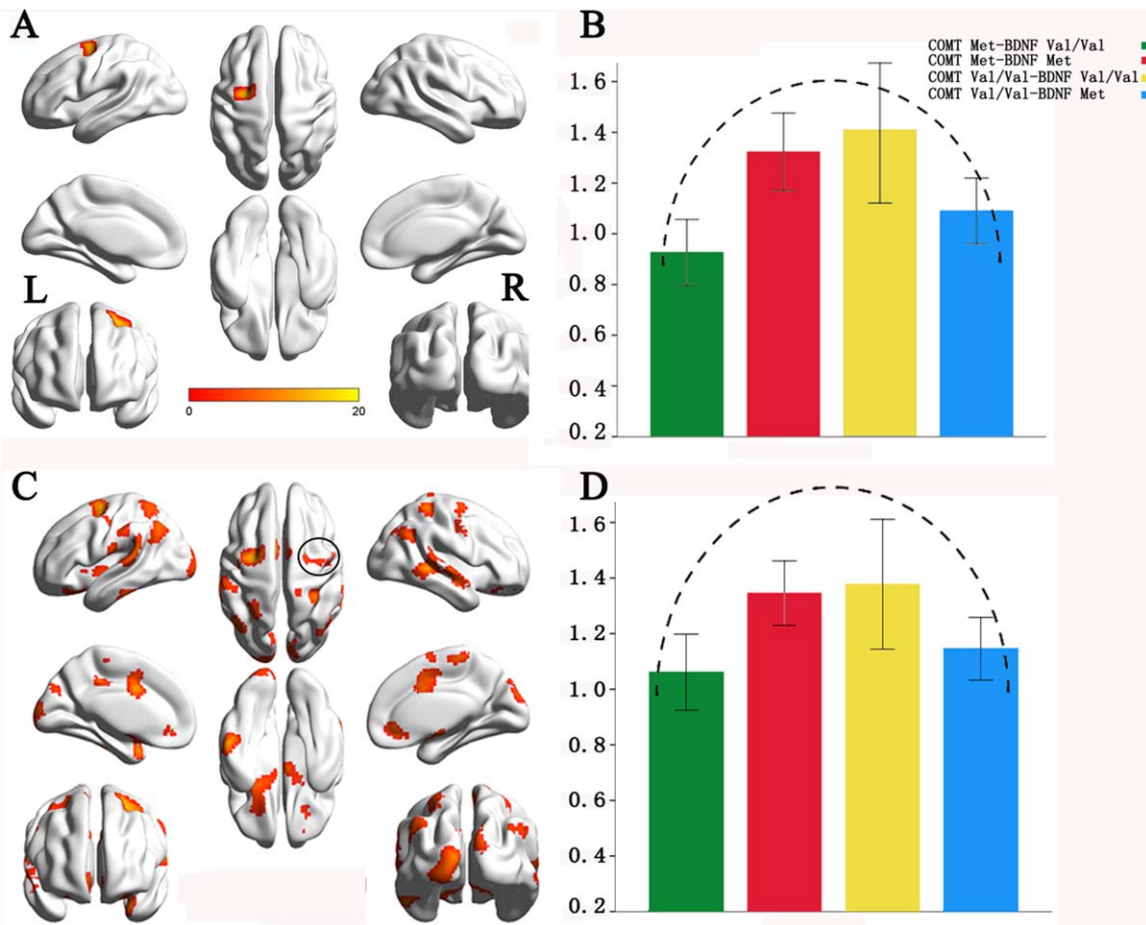 A
L
R
0 20
B
COMT Met-BDNF Val/Val
COMT Met-BDNF Met
COMT Val/Val-BDNF Val/Val
COMT Val/Val-BDNF Met
1.6
1.4
1.2
1.0
0.8
0.6
0.4
0.2
C
D
1.6
1.4
1.2
1.0
0.8
0.6
0.4
0.2